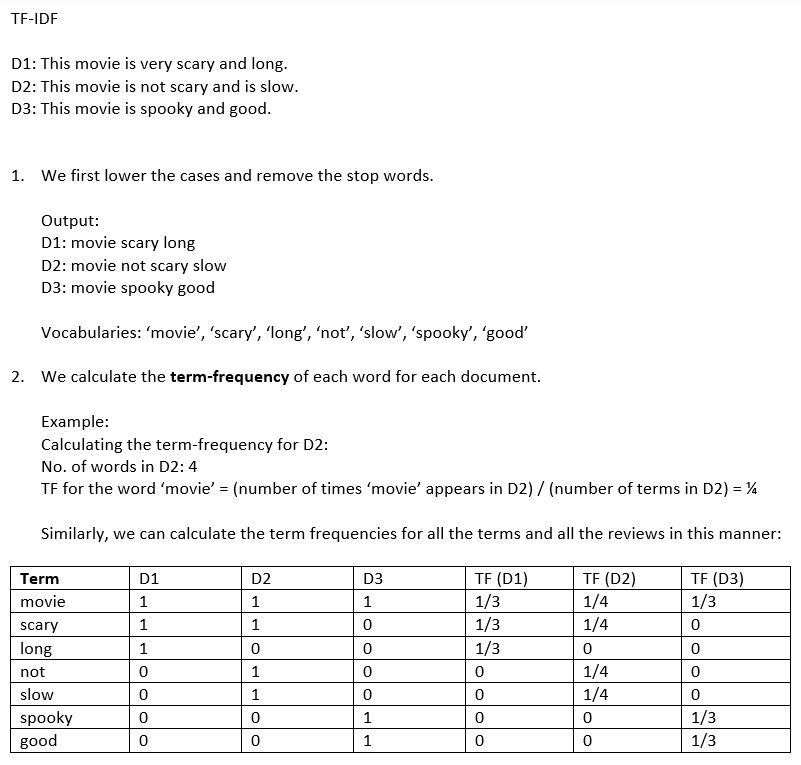 TF-IDF
D1: This movie is very scary and long.
D2: This movie is not scary and is slow.
D3: This movie is spooky and good.
1. We first lower the cases and remove the stop words.
Output:
D1: movie scary long
D2: movie not scary slow
D3: movie spooky good
Vocabularies: ‘movie’, ‘scary’, ‘long’, ‘not’, ‘slow’, ‘spooky’, ‘good’
2. We calculate the term-frequency of each word for each document.
Example:
Calculating the term-frequency for D2:
No. of words in D2: 4
TF for the word ‘movie’ = (number of times ‘movie’ appears in D2) / (number of terms in D2) = ¼
Similarly, we can calculate the term frequencies for all the terms and all the reviews in this manner:
Term D1 D2 D3 TF (D1) TF (D2) TF (D3)
movie 1 1 1 1/3 1/4 1/3
scary 1 1 0 1/3 1/4 0
long 1 0 0 1/3 0 0
not 0 1 0 0 1/4 0
slow 0 1 0 0 1/4 0
spooky 0 0 1 0 0 1/3
good 0 0 1 0 0 1/3